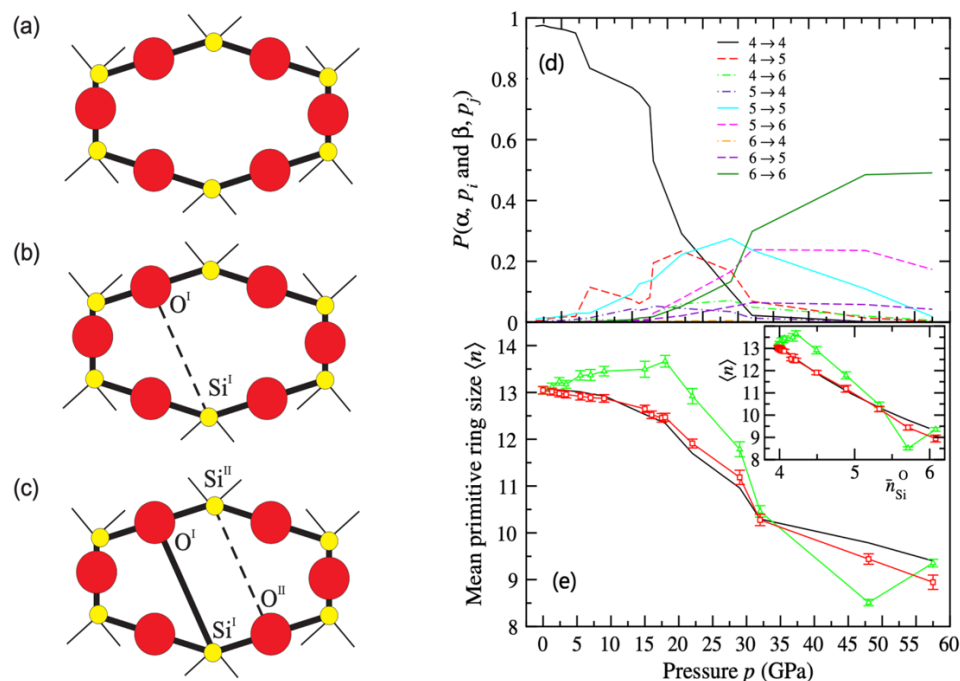 (a)
(b)
O^I
Si^I
(c)
Si^II
O^I
O^II
Si^I
(d)
P(α, p_i and β, p_j)
1
0.8
0.6
0.4
0.2
0
4→4
4→5
4→6
5→4
5→5
5→6
6→4
6→5
6→6
(e)
Mean primitive ring size ⟨n⟩
14
13
12
11
10
9
8
0 5 10 15 20 25 30 35 40 45 50 55 60
Pressure p (GPa)
⟨n⟩
13
12
11
10
9
8
4 5 6
n̄_Si^O